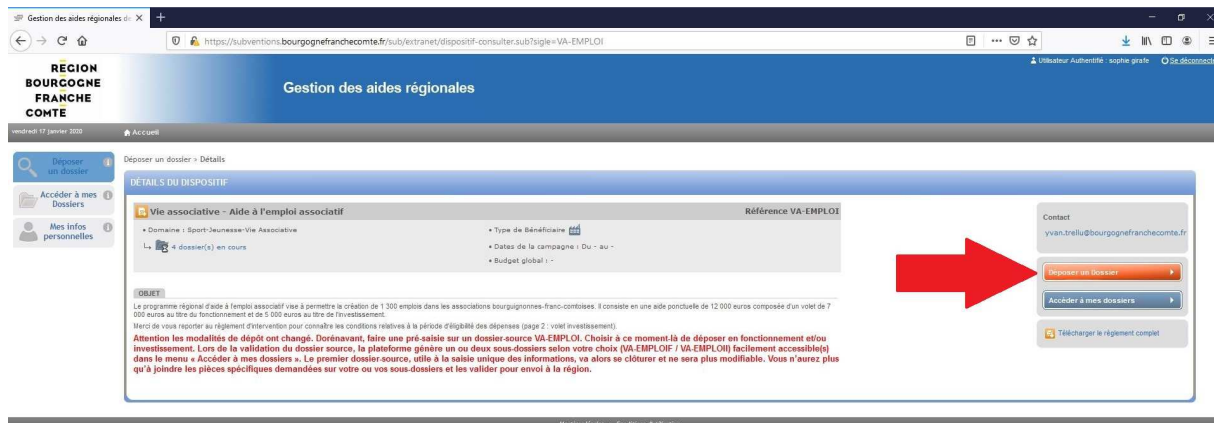 Gestion des aides régionales de
https://subventions.bourgognefranchecomte.fr/sub/extranet/dispositif-consulter.sub?sigle=VA-EMPLOI
REGION
BOURGOGNE
FRANCHE
COMTE
Gestion des aides régionales
Utilisateur Authentifié : sophie girafe Se déconnecte
vendredi 17 janvier 2020
Accueil
Déposer
un dossier
Accéder à mes
Dossiers
Mes infos
personnelles
Déposer un dossier > Détails
DÉTAILS DU DISPOSITIF
Vie associative - Aide à l'emploi associatif
Référence VA-EMPLOI
• Domaine : Sport-Jeunesse-Vie Associative
4 dossier(s) en cours
• Type de Bénéficiaire
• Dates de la campagne : Du - au -
• Budget global : -
OBJET
Le programme régional d'aide à l'emploi associatif vise à permettre la création de 1 300 emplois dans les associations bourguignonnes-franc-comtoises. Il consiste en une aide ponctuelle de 12 000 euros composée d'un volet de 7
000 euros au titre du fonctionnement et de 5 000 euros au titre de l'investissement.
Merci de vous reporter au règlement d'intervention pour connaître les conditions relatives à la période d'éligibilité des dépenses (page 2 : volet investissement).
Attention les modalités de dépôt ont changé. Dorénavant, faire une pré-saisie sur un dossier-source VA-EMPLOI. Choisir à ce moment-là de déposer en fonctionnement et/ou
investissement. Lors de la validation du dossier source, la plateforme génère un ou deux sous-dossiers selon votre choix (VA-EMPLOIF / VA-EMPLOII) facilement accessible(s)
dans le menu « Accéder à mes dossiers ». Le premier dossier-source, utile à la saisie unique des informations, va alors se clôturer et ne sera plus modifiable. Vous n'aurez plus
qu'à joindre les pièces spécifiques demandées sur votre ou vos sous-dossiers et les valider pour envoi à la région.
Contact
yvan.trellu@bourgognefranchecomte.fr
Déposer un Dossier
Accéder à mes dossiers
Télécharger le règlement complet